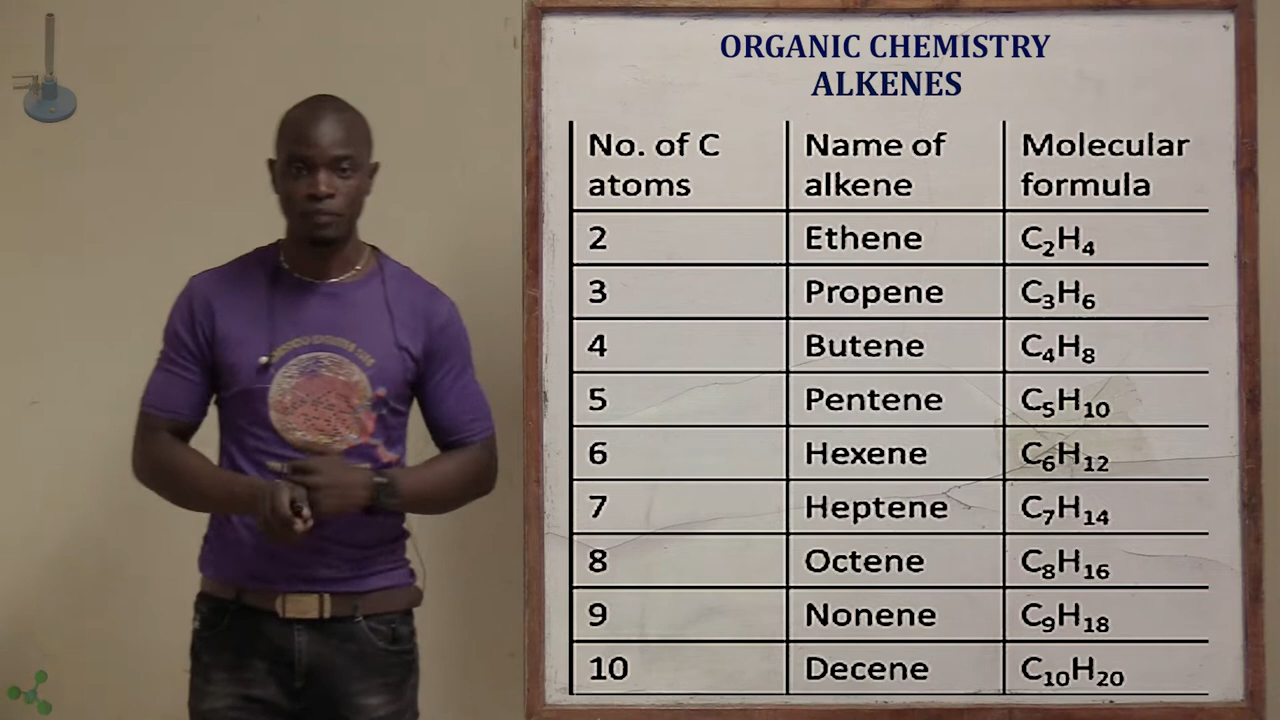 ORGANIC CHEMISTRY
ALKENES
No. of C atoms | Name of alkene | Molecular formula
2 | Ethene | C₂H₄
3 | Propene | C₃H₆
4 | Butene | C₄H₈
5 | Pentene | C₅H₁₀
6 | Hexene | C₆H₁₂
7 | Heptene | C₇H₁₄
8 | Octene | C₈H₁₆
9 | Nonene | C₉H₁₈
10 | Decene | C₁₀H₂₀